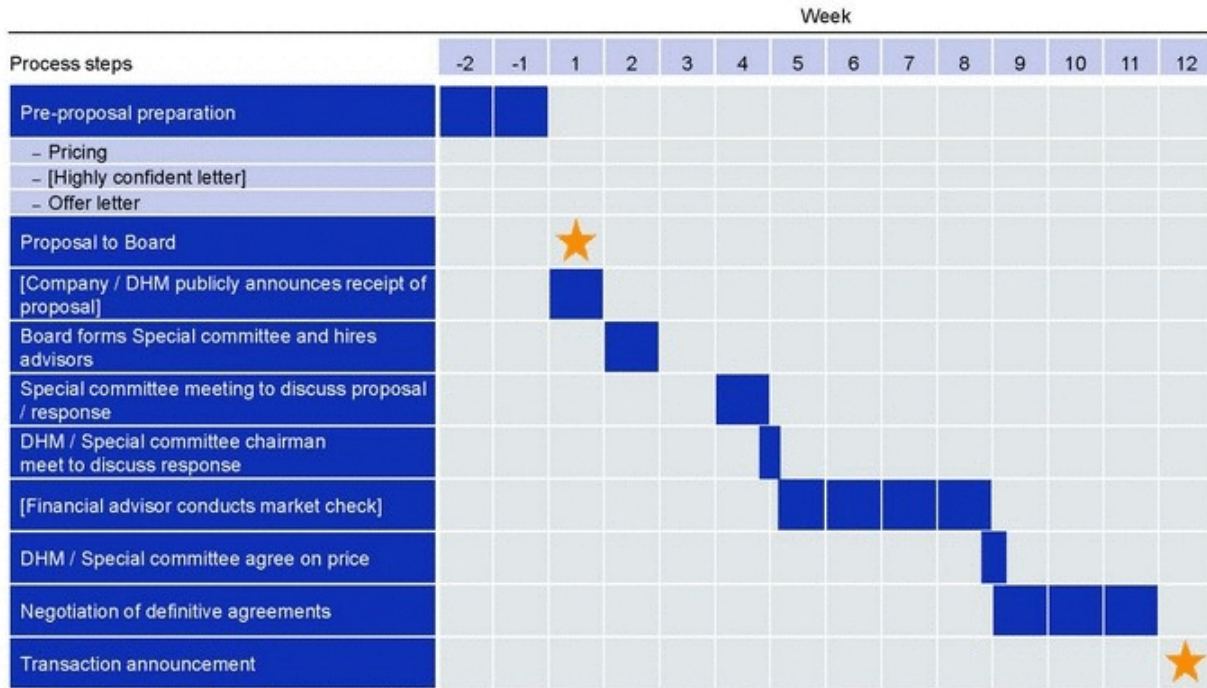 Week
Process steps -2 -1 1 2 3 4 5 6 7 8 9 10 11 12
Pre-proposal preparation
– Pricing
– [Highly confident letter]
– Offer letter
Proposal to Board
[Company / DHM publicly announces receipt of
proposal]
Board forms Special committee and hires
advisors
Special committee meeting to discuss proposal
/ response
DHM / Special committee chairman
meet to discuss response
[Financial advisor conducts market check]
DHM / Special committee agree on price
Negotiation of definitive agreements
Transaction announcement